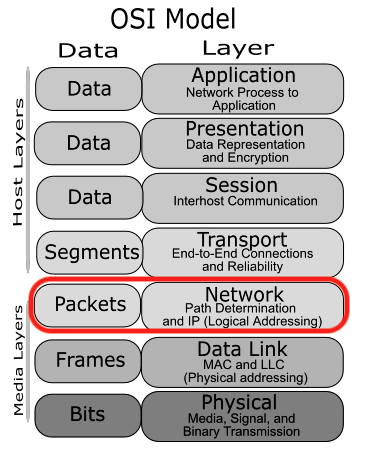 OSI Model
Data Layer
Host Layers
Data
Application
Network Process to
Application
Data
Presentation
Data Representation
and Encryption
Data
Session
Interhost Communication
Segments
Transport
End-to-End Connections
and Reliability
Media Layers
Packets
Network
Path Determination
and IP (Logical Addressing)
Frames
Data Link
MAC and LLC
(Physical addressing)
Bits
Physical
Media, Signal, and
Binary Transmission